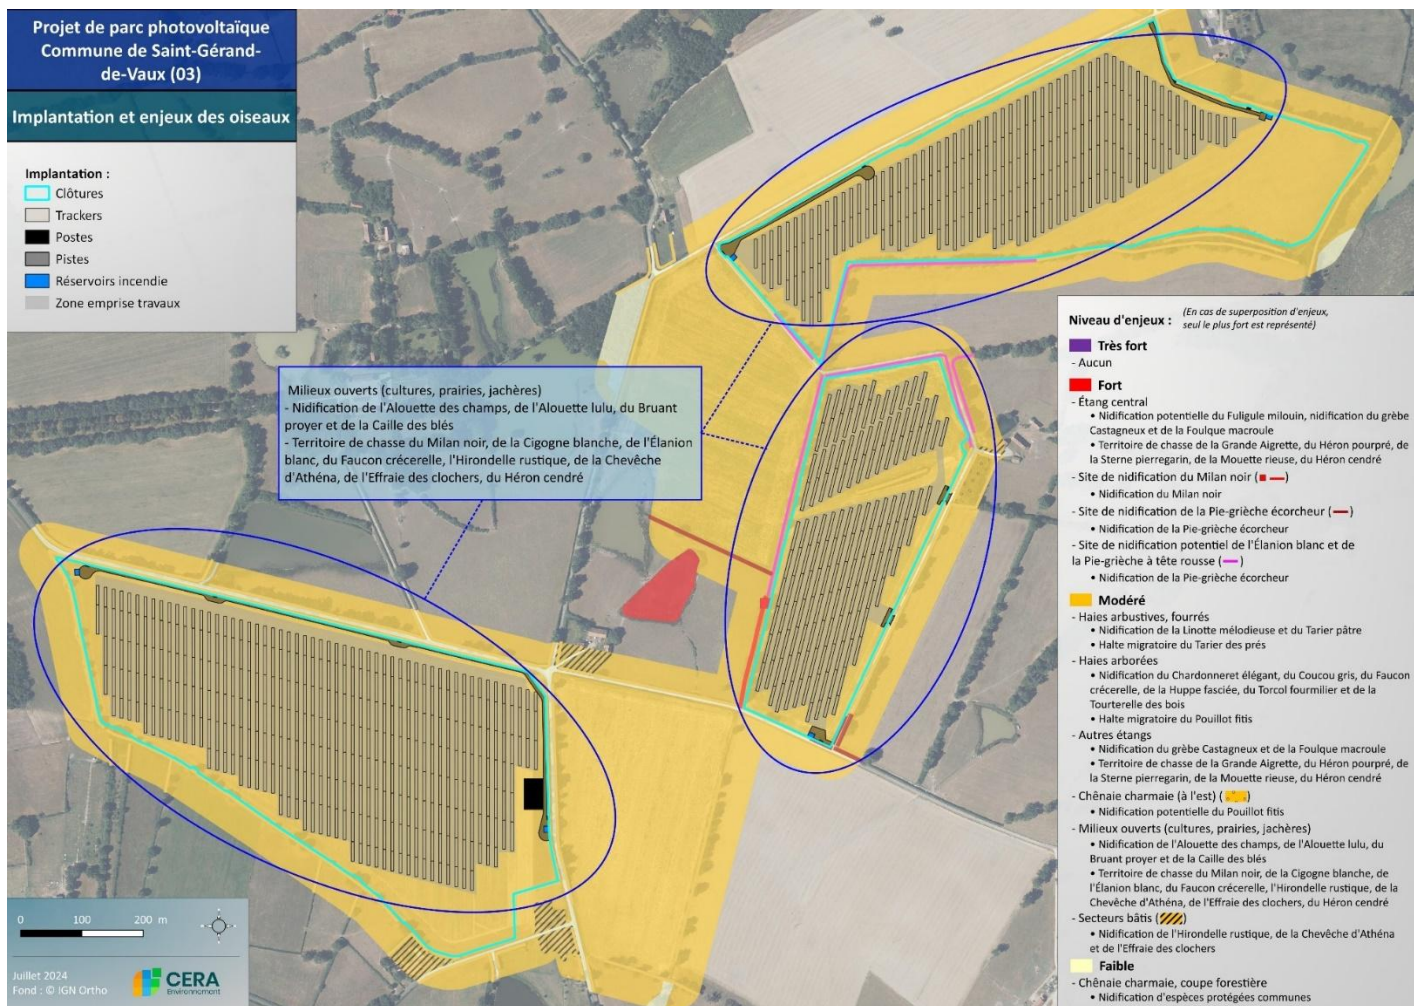 Projet de parc photovoltaïque
Commune de Saint-Gérand-
de-Vaux (03)
Implantation et enjeux des oiseaux
Implantation :
Clôtures
Trackers
Postes
Pistes
Réservoirs incendie
Zone emprise travaux
Milieux ouverts (cultures, prairies, jachères)
- Nidification de l'Alouette des champs, de l'Alouette lulu, du Bruant
proyer et de la Caille des blés
- Territoire de chasse du Milan noir, de la Cigogne blanche, de l'Élanion
blanc, du Faucon crécerelle, l'Hirondelle rustique, de la Chevêche
d'Athéna, de l'Effraie des clochers, du Héron cendré
Niveau d'enjeux :
(En cas de superposition d'enjeux,
seul le plus fort est représenté)
Très fort
- Aucun
Fort
- Étang central
• Nidification potentielle du Fuligule milouin, nidification du grèbe
Castagneux et de la Foulque macroule
• Territoire de chasse de la Grande Aigrette, du Héron pourpré, de
la Sterne pierregarin, de la Mouette rieuse, du Héron cendré
- Site de nidification du Milan noir ( )
• Nidification du Milan noir
- Site de nidification de la Pie-grièche écorcheur ( )
• Nidification de la Pie-grièche écorcheur
- Site de nidification potentiel de l'Élanion blanc et de
la Pie-grièche à tête rousse ( )
• Nidification de la Pie-grièche écorcheur
Modéré
- Haies arbustives, fourrés
• Nidification de la Linotte mélodieuse et du Tarier pâtre
• Halte migratoire du Tarier des prés
- Haies arborées
• Nidification du Chardonneret élégant, du Coucou gris, du Faucon
crécerelle, de la Huppe fasciée, du Torcol fourmilier et de la
Tourterelle des bois
• Halte migratoire du Pouillot fitis
- Autres étangs
• Nidification du grèbe Castagneux et de la Foulque macroule
• Territoire de chasse de la Grande Aigrette, du Héron pourpré, de
la Sterne pierregarin, de la Mouette rieuse, du Héron cendré
- Chênaie charmaie (à l'est) ( )
• Nidification potentielle du Pouillot fitis
- Milieux ouverts (cultures, prairies, jachères)
• Nidification de l'Alouette des champs, de l'Alouette lulu, du
Bruant proyer et de la Caille des blés
• Territoire de chasse du Milan noir, de la Cigogne blanche, de
l'Élanion blanc, du Faucon crécerelle, l'Hirondelle rustique, de la
Chevêche d'Athéna, de l'Effraie des clochers, du Héron cendré
- Secteurs bâtis ( )
• Nidification de l'Hirondelle rustique, de la Chevêche d'Athéna
et de l'Effraie des clochers
Faible
- Chênaie charmaie, coupe forestière
• Nidification d'espèces protégées communes
0 100 200 m
Juillet 2024
Fond : © IGN Ortho
CERA
Environnement